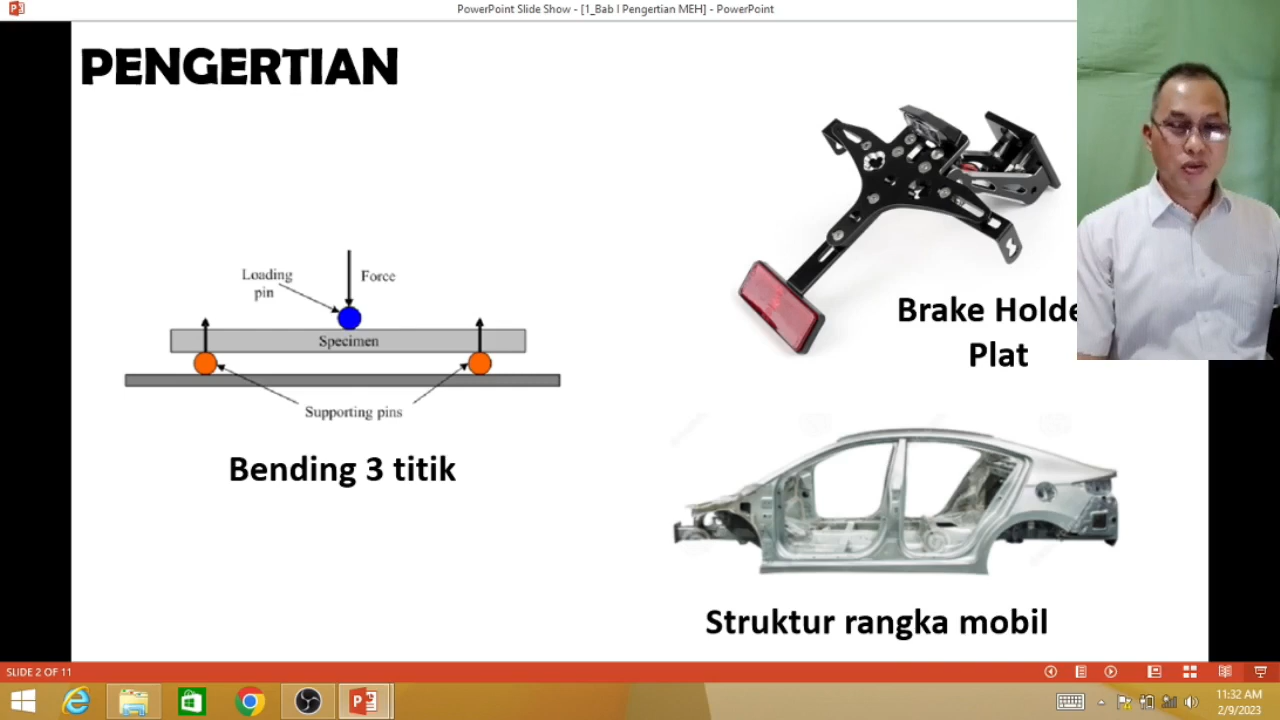 PowerPoint Slide Show - [1_Bab I Pengertian MEH] - PowerPoint
PENGERTIAN
Loading
pin
Force
Specimen
Supporting pins
Bending 3 titik
Brake Holde
Plat
Struktur rangka mobil
SLIDE 2 OF 11
11:32 AM
2/9/2023